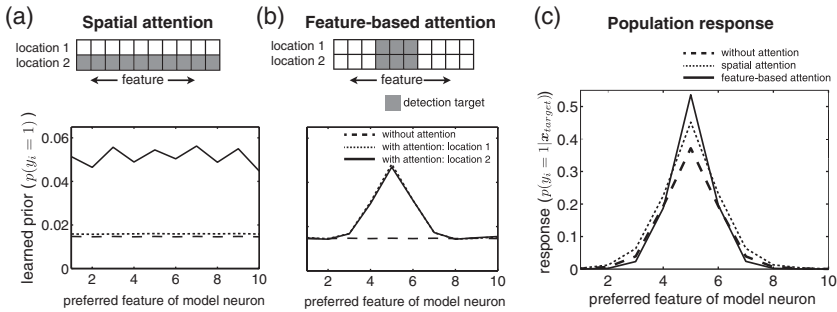 (a) Spatial attention
location 1
location 2
feature
learned prior (p(y_i = 1))
0.06
0.04
0.02
0
2 4 6 8 10
preferred feature of model neuron
(b) Feature-based attention
location 1
location 2
feature
detection target
without attention
with attention: location 1
with attention: location 2
2 4 6 8 10
preferred feature of model neuron
(c) Population response
without attention
spatial attention
feature-based attention
response (p(y_i = 1|x_target))
0.5
0.4
0.3
0.2
0.1
0
2 4 6 8 10
preferred feature of model neuron